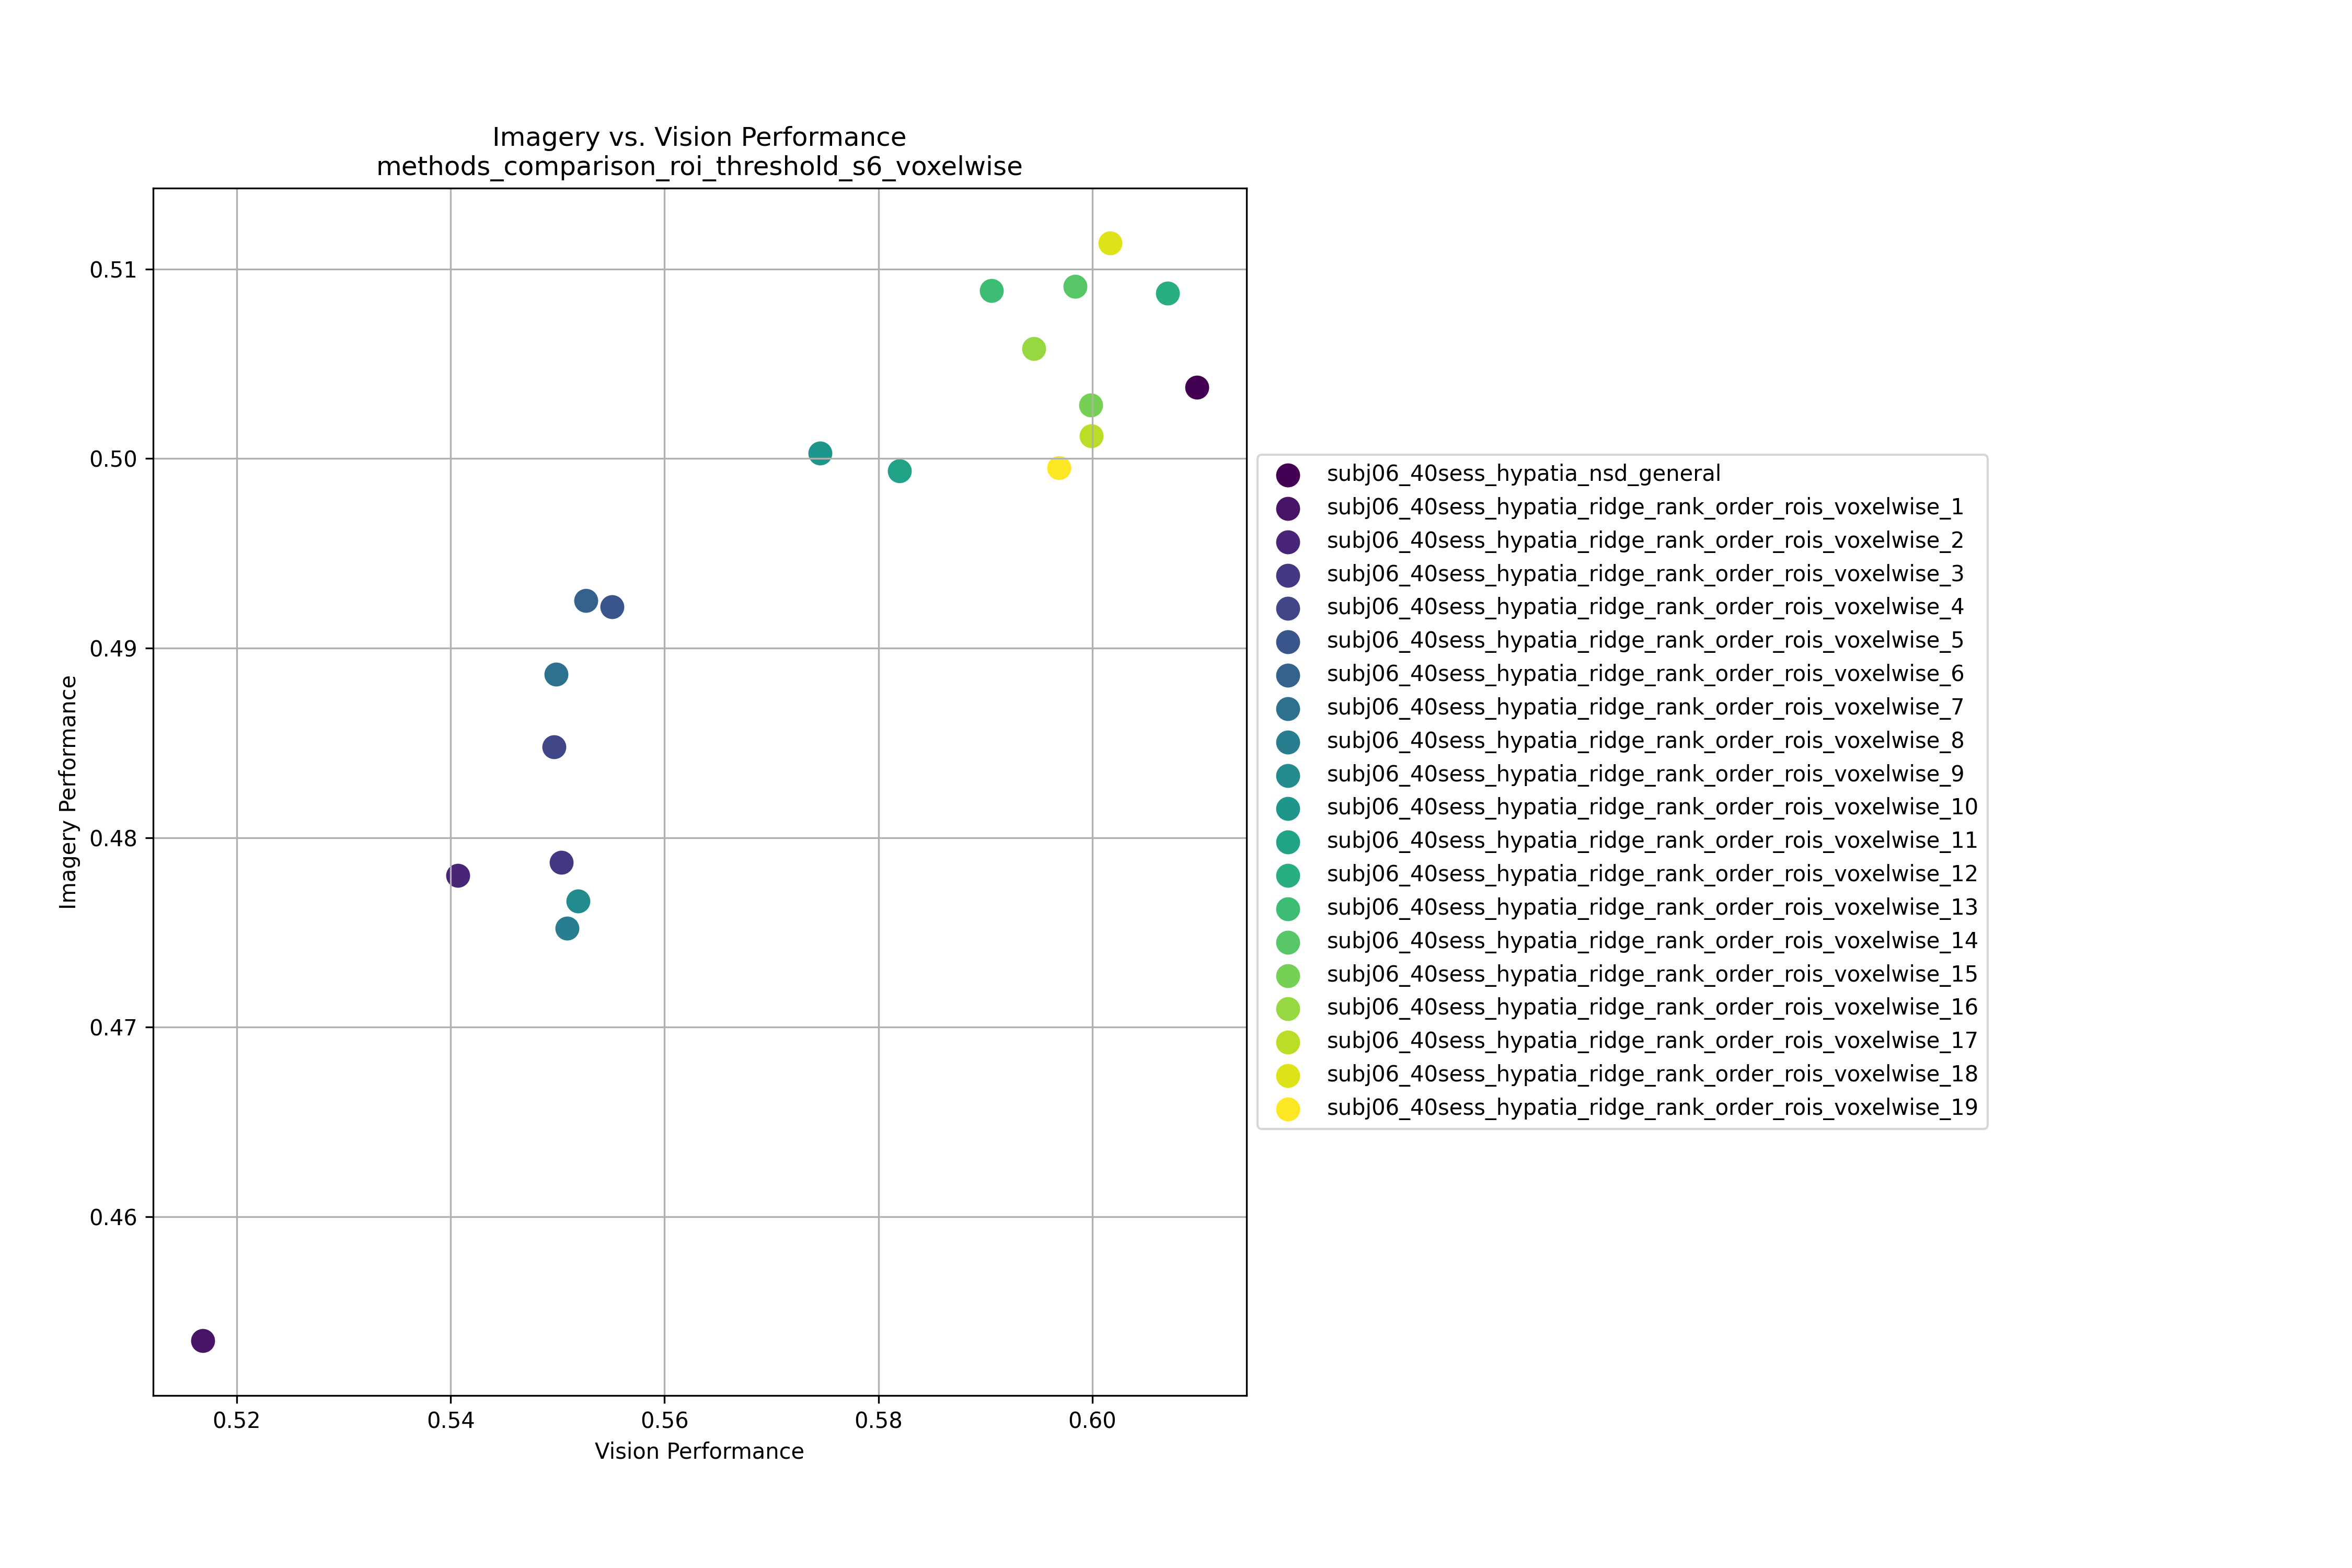 Imagery vs. Vision Performance
methods_comparison_roi_threshold_s6_voxelwise
0.51
0.50
0.49
0.48
0.47
0.46
Imagery Performance
0.52
0.54
0.56
0.58
0.60
Vision Performance
subj06_40sess_hypatia_nsd_general
subj06_40sess_hypatia_ridge_rank_order_rois_voxelwise_1
subj06_40sess_hypatia_ridge_rank_order_rois_voxelwise_2
subj06_40sess_hypatia_ridge_rank_order_rois_voxelwise_3
subj06_40sess_hypatia_ridge_rank_order_rois_voxelwise_4
subj06_40sess_hypatia_ridge_rank_order_rois_voxelwise_5
subj06_40sess_hypatia_ridge_rank_order_rois_voxelwise_6
subj06_40sess_hypatia_ridge_rank_order_rois_voxelwise_7
subj06_40sess_hypatia_ridge_rank_order_rois_voxelwise_8
subj06_40sess_hypatia_ridge_rank_order_rois_voxelwise_9
subj06_40sess_hypatia_ridge_rank_order_rois_voxelwise_10
subj06_40sess_hypatia_ridge_rank_order_rois_voxelwise_11
subj06_40sess_hypatia_ridge_rank_order_rois_voxelwise_12
subj06_40sess_hypatia_ridge_rank_order_rois_voxelwise_13
subj06_40sess_hypatia_ridge_rank_order_rois_voxelwise_14
subj06_40sess_hypatia_ridge_rank_order_rois_voxelwise_15
subj06_40sess_hypatia_ridge_rank_order_rois_voxelwise_16
subj06_40sess_hypatia_ridge_rank_order_rois_voxelwise_17
subj06_40sess_hypatia_ridge_rank_order_rois_voxelwise_18
subj06_40sess_hypatia_ridge_rank_order_rois_voxelwise_19